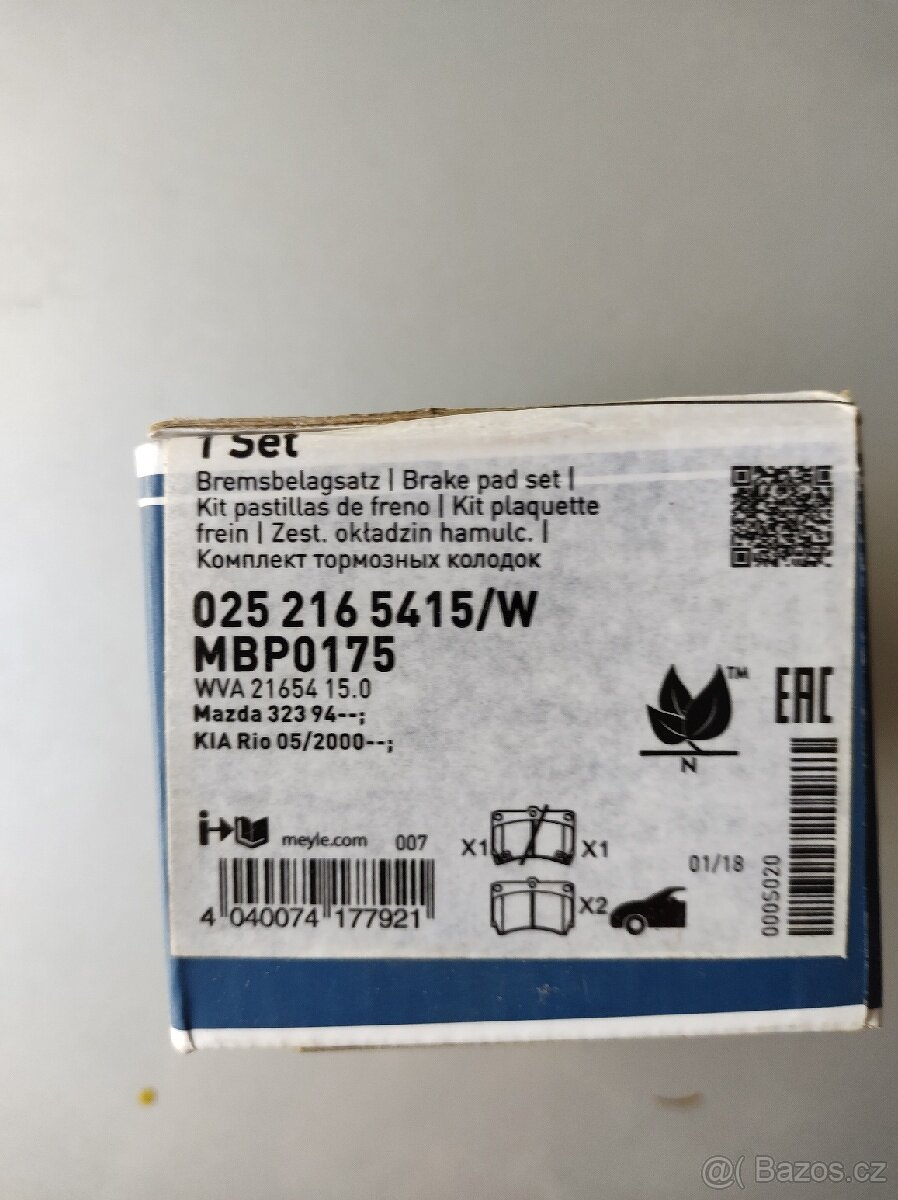 1 Set
Bremsbelagsatz | Brake pad set |
Kit pastillas de freno | Kit plaquette
frein | Zest. okładzin hamulc. |
Комплект тормозных колодок
025 216 5415/W
MBP0175
WVA 21654 15.0
Mazda 323 94--;
KIA Rio 05/2000--;
TM
N
EAC
meyle.com 007
4 040074 177921
X1 X1
X2
01/18
0005020
@( Bazos.cz